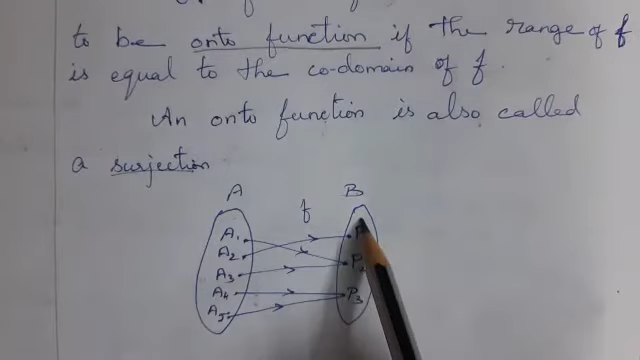 to be onto function if the range of f
is equal to the co-domain of f.
An onto function is also called
a surjection
A f B
A1
A2
A3 P2
A4 P3
A5